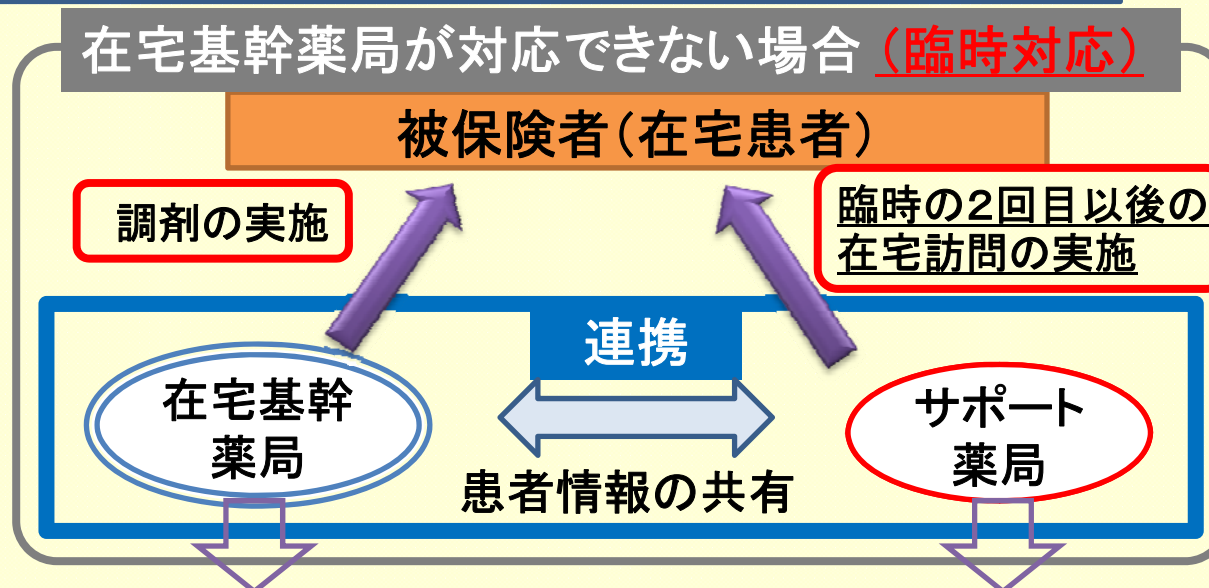 在宅基幹薬局が対応できない場合（臨時対応）
被保険者（在宅患者）
調剤の実施
臨時の２回目以後の
在宅訪問の実施
連携
在宅基幹
薬局
サポート
薬局
患者情報の共有